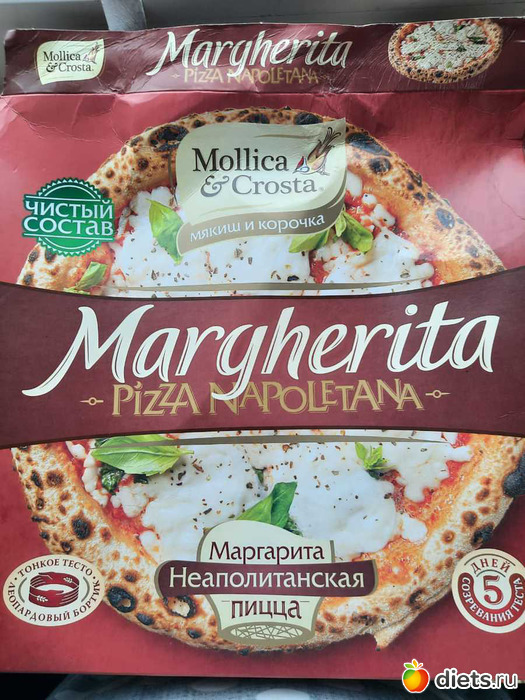 Mollica
& Crosta
Margherita
PIZZA NAPOLETANA
Mollica
& Crosta
МЯКИШ И КОРОЧКА
ЧИСТЫЙ
СОСТАВ
Margherita
PIZZA NAPOLETANA
Маргарита
Неаполитанская
пицца
ТОНКОЕ ТЕСТО
ЛЕОПАРДОВЫЙ БОРТИК
5 ДНЕЙ
СОЗРЕВАНИЯ ТЕСТА
diets.ru